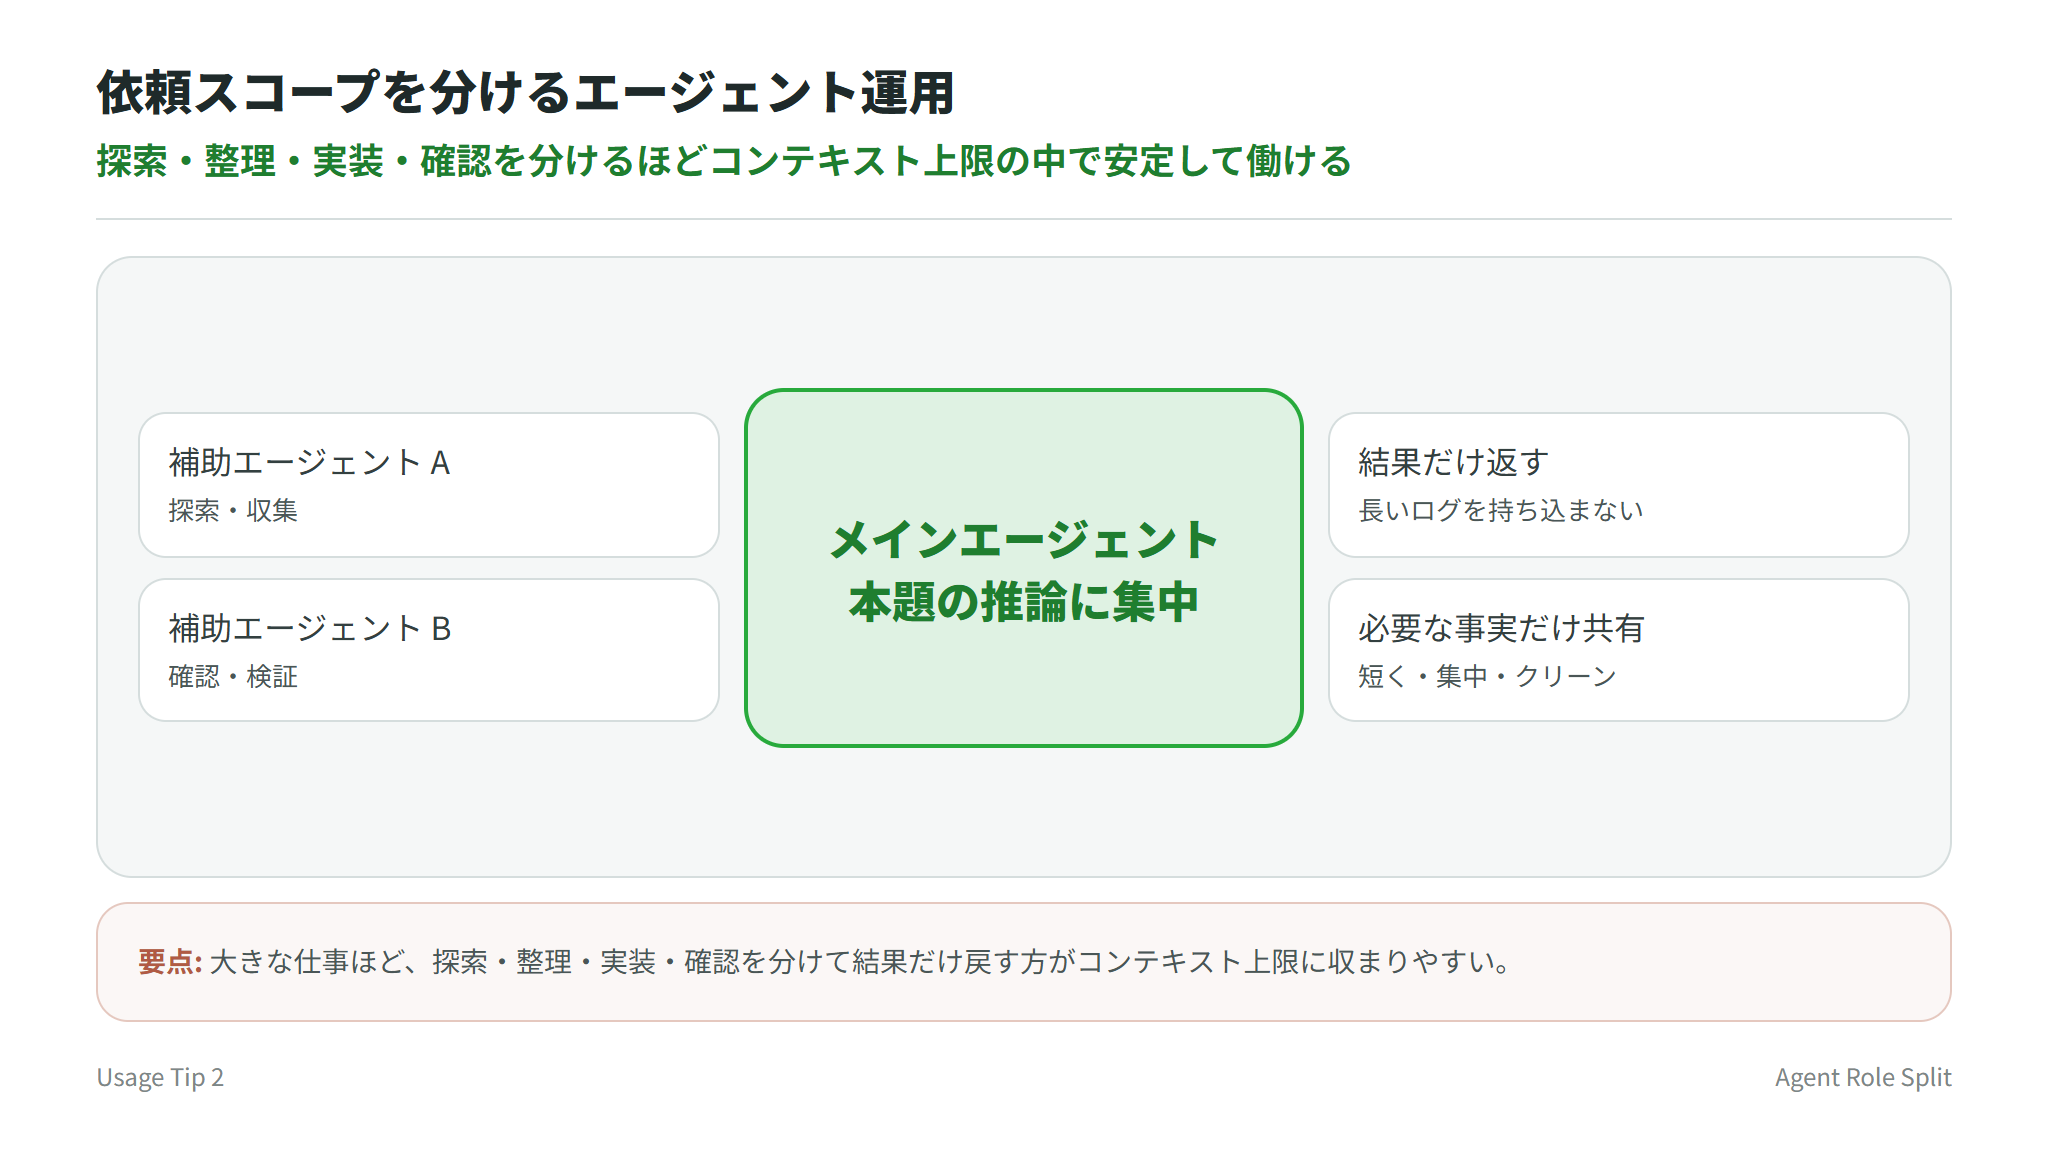 依頼スコープを分けるエージェント運用
探索・整理・実装・確認を分けるほどコンテキスト上限の中で安定して働ける
補助エージェント A
探索・収集
補助エージェント B
確認・検証
メインエージェント
本題の推論に集中
結果だけ返す
長いログを持ち込まない
必要な事実だけ共有
短く・集中・クリーン
要点: 大きな仕事ほど、探索・整理・実装・確認を分けて結果だけ戻す方がコンテキスト上限に収まりやすい。
Usage Tip 2
Agent Role Split